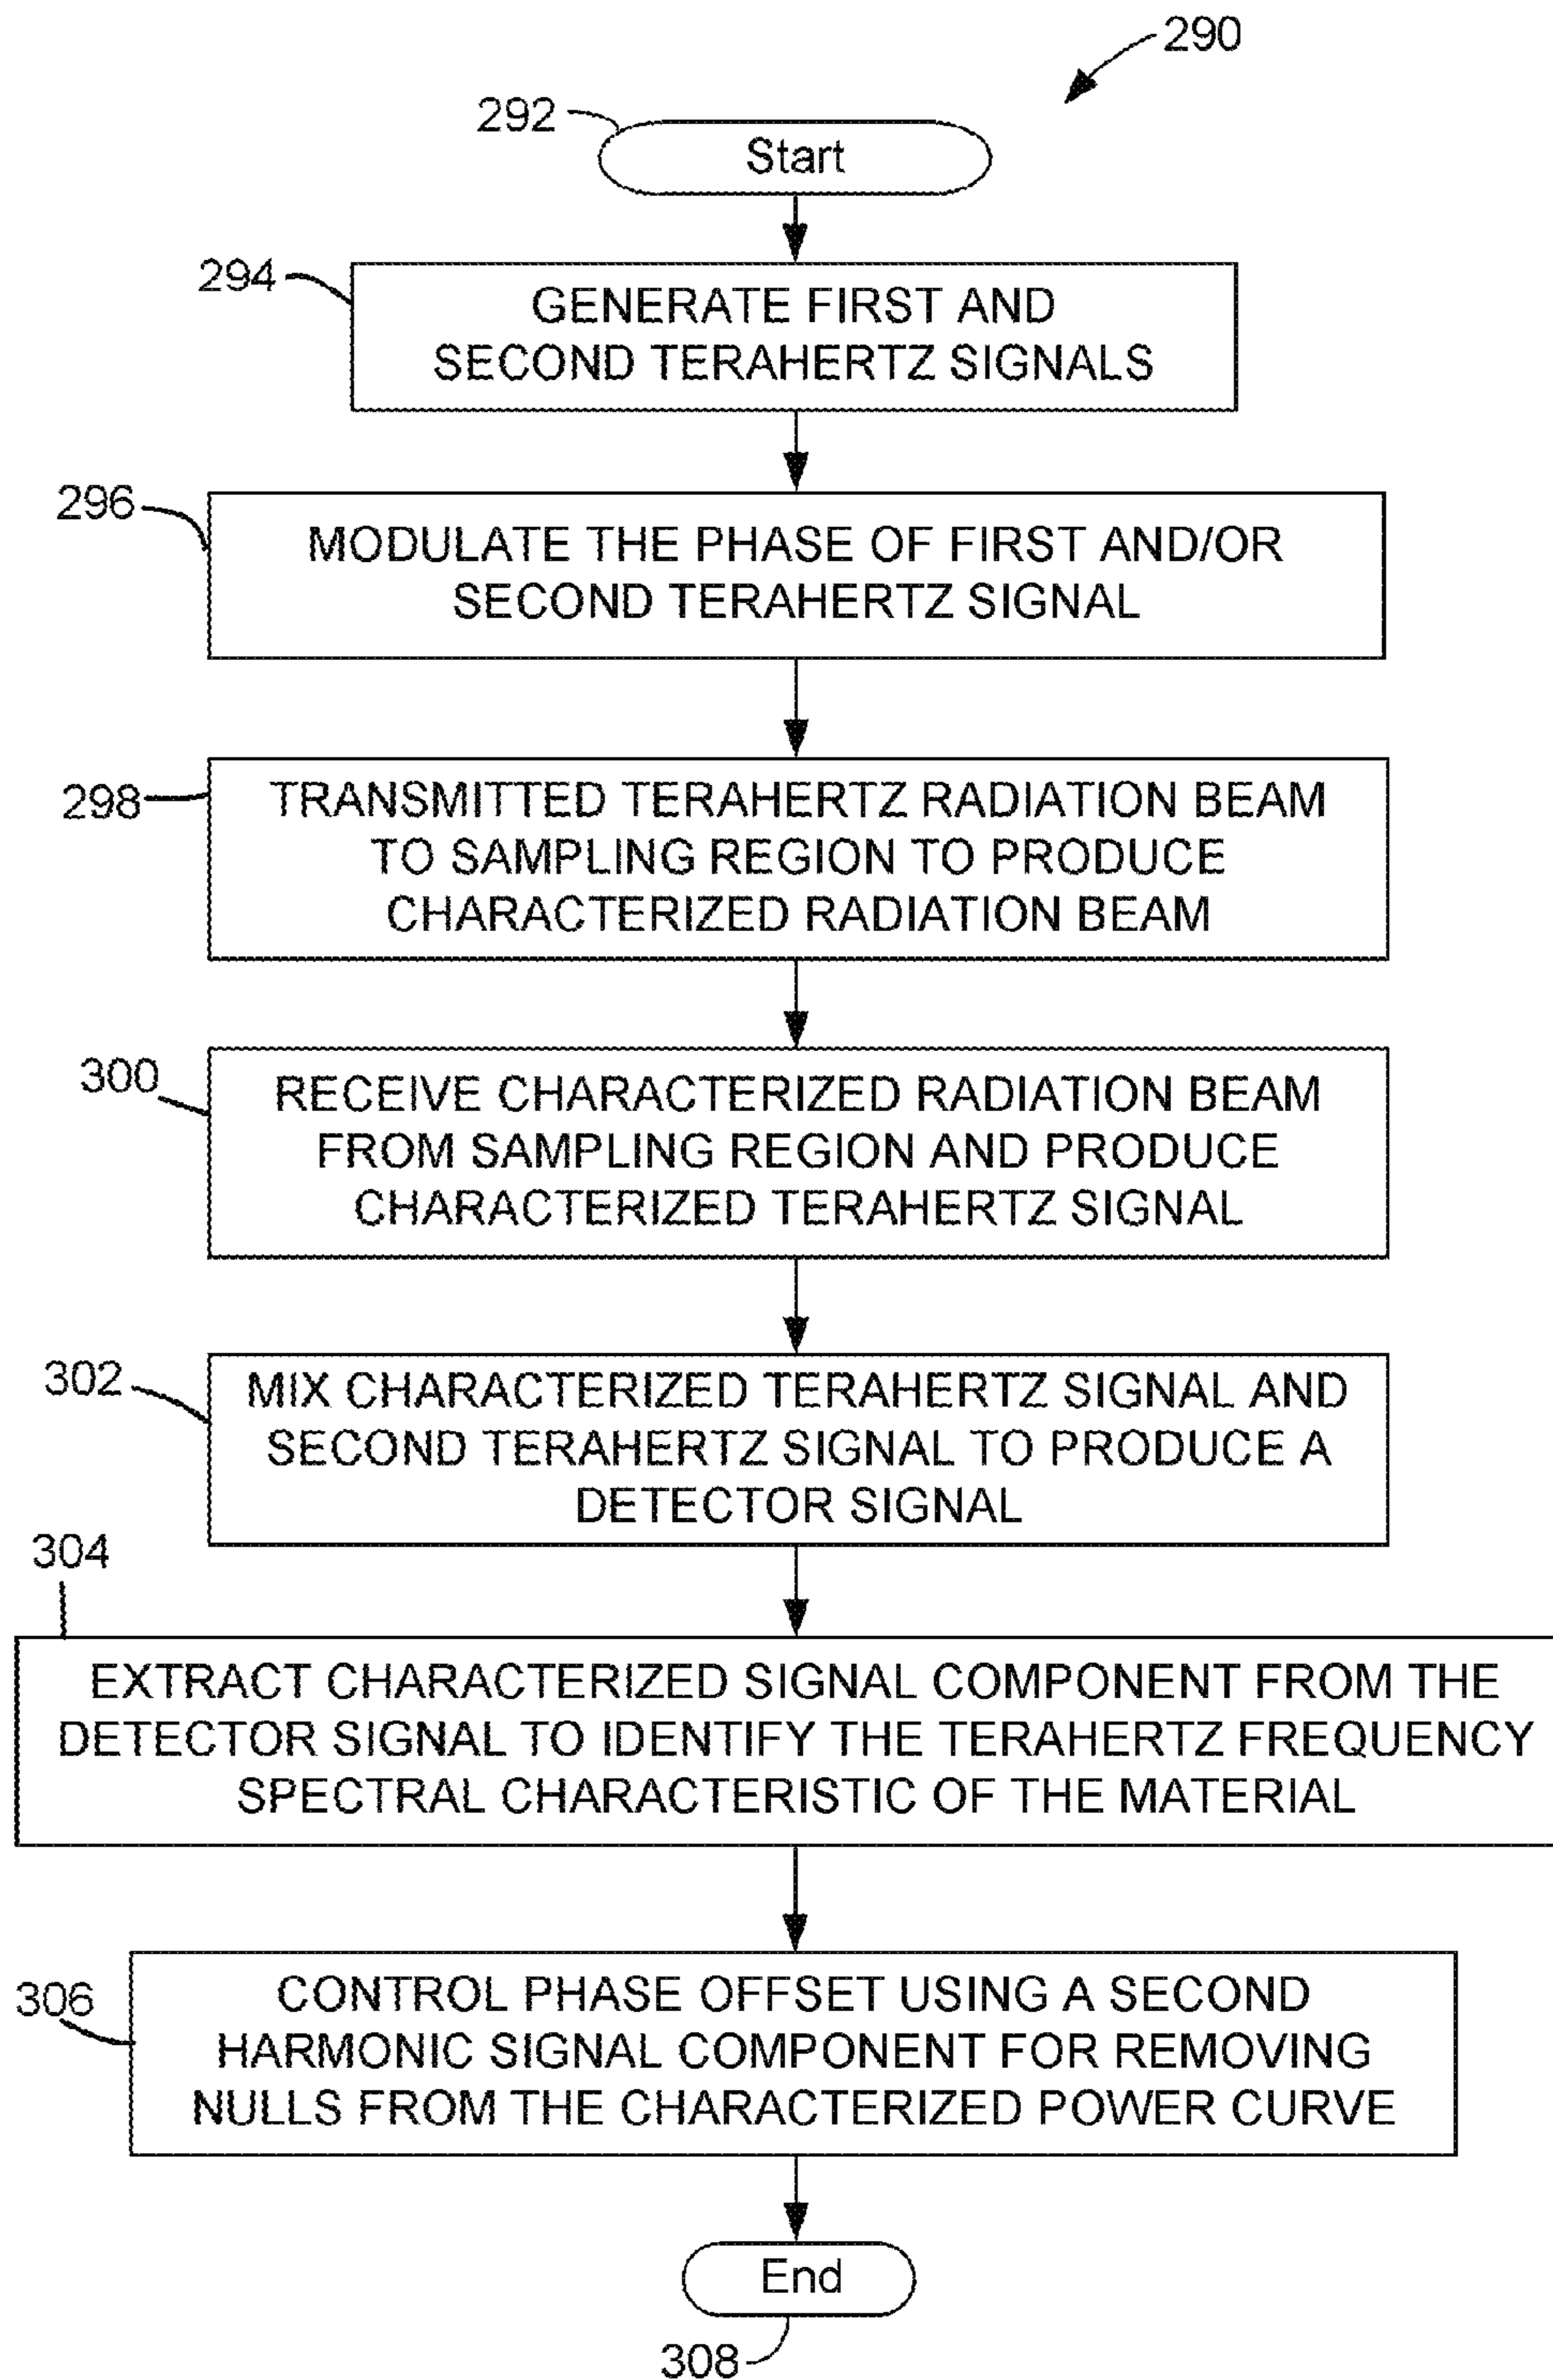 290
292
Start
294
GENERATE FIRST AND
SECOND TERAHERTZ SIGNALS
296
MODULATE THE PHASE OF FIRST AND/OR
SECOND TERAHERTZ SIGNAL
298
TRANSMITTED TERAHERTZ RADIATION BEAM
TO SAMPLING REGION TO PRODUCE
CHARACTERIZED RADIATION BEAM
300
RECEIVE CHARACTERIZED RADIATION BEAM
FROM SAMPLING REGION AND PRODUCE
CHARACTERIZED TERAHERTZ SIGNAL
302
MIX CHARACTERIZED TERAHERTZ SIGNAL AND
SECOND TERAHERTZ SIGNAL TO PRODUCE A
DETECTOR SIGNAL
304
EXTRACT CHARACTERIZED SIGNAL COMPONENT FROM THE
DETECTOR SIGNAL TO IDENTIFY THE TERAHERTZ FREQUENCY
SPECTRAL CHARACTERISTIC OF THE MATERIAL
306
CONTROL PHASE OFFSET USING A SECOND
HARMONIC SIGNAL COMPONENT FOR REMOVING
NULLS FROM THE CHARACTERIZED POWER CURVE
End
308